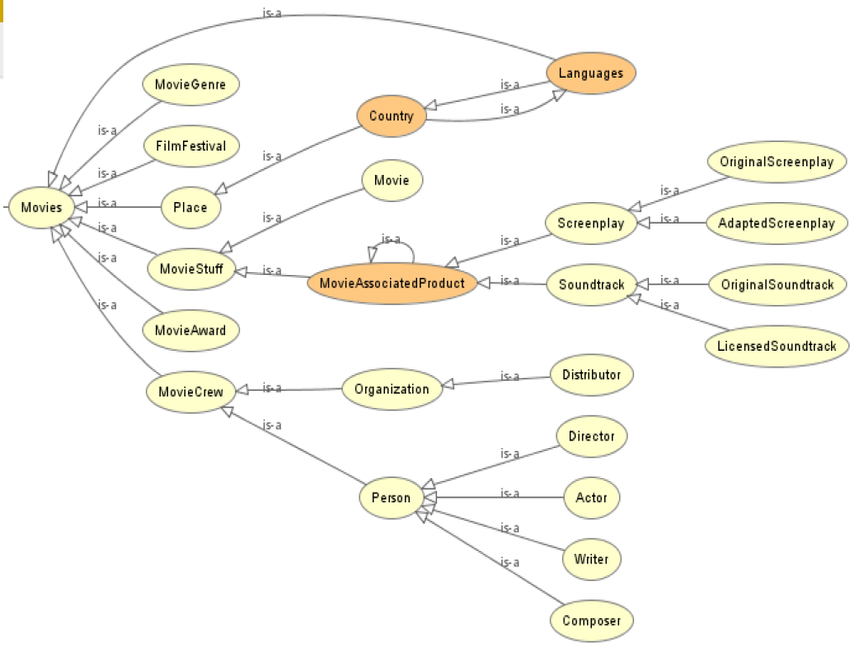 is-a
Languages
MovieGenre
is-a
is-a
Country
is-a
is-a
FilmFestival
is-a
OriginalScreenplay
is-a
Movie
is-a
Movies
is-a
Place
is-a
Screenplay
is-a
AdaptedScreenplay
is-a
is-a
is-a
is-a
MovieStuff
is-a
MovieAssociatedProduct
is-a
Soundtrack
is-a
OriginalSoundtrack
is-a
is-a
MovieAward
LicensedSoundtrack
MovieCrew
is-a
Organization
is-a
Distributor
is-a
Director
is-a
Person
is-a
Actor
is-a
Writer
is-a
Composer